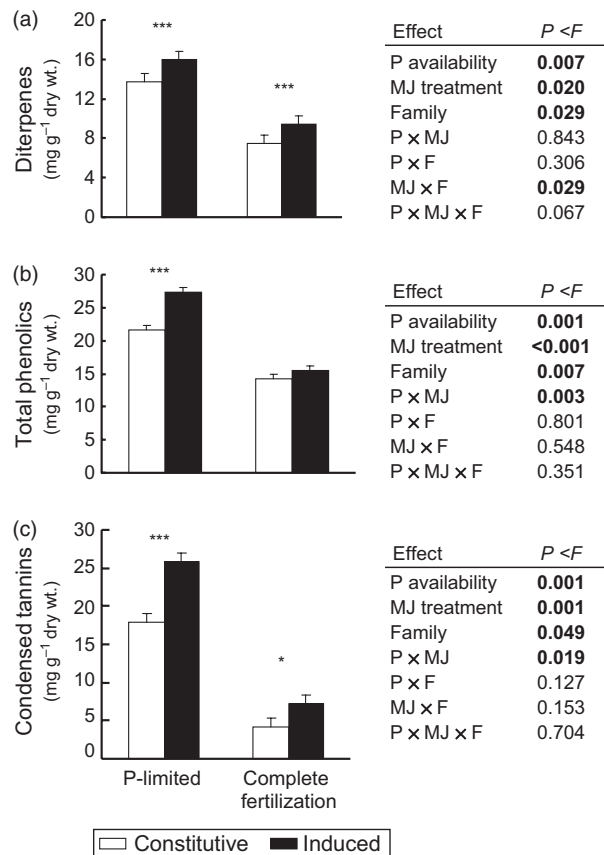 (a)
Diterpenes
(mg g⁻¹ dry wt.)
20
16
12
8
4
0
***
***
Effect P <F
P availability 0.007
MJ treatment 0.020
Family 0.029
P × MJ 0.843
P × F 0.306
MJ × F 0.029
P × MJ × F 0.067
(b)
Total phenolics
(mg g⁻¹ dry wt.)
30
25
20
15
10
5
0
***
Effect P <F
P availability 0.001
MJ treatment <0.001
Family 0.007
P × MJ 0.003
P × F 0.801
MJ × F 0.548
P × MJ × F 0.351
(c)
Condensed tannins
(mg g⁻¹ dry wt.)
30
25
20
15
10
5
0
***
*
Effect P <F
P availability 0.001
MJ treatment 0.001
Family 0.049
P × MJ 0.019
P × F 0.127
MJ × F 0.153
P × MJ × F 0.704
P-limited Complete
fertilization
Constitutive Induced